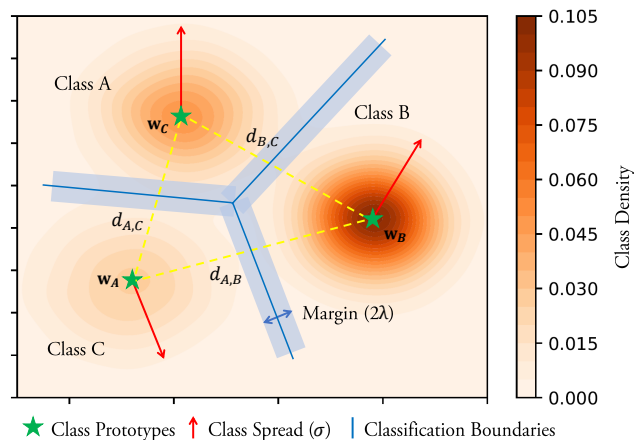 0.105
Class A
0.090
Class B
w_C
d_{B,C}
0.075
0.060
d_{A,C}
w_B
0.045
w_A
d_{A,B}
0.030
Margin (2λ)
Class C
0.015
0.000
Class Density
Class Prototypes Class Spread (σ) Classification Boundaries